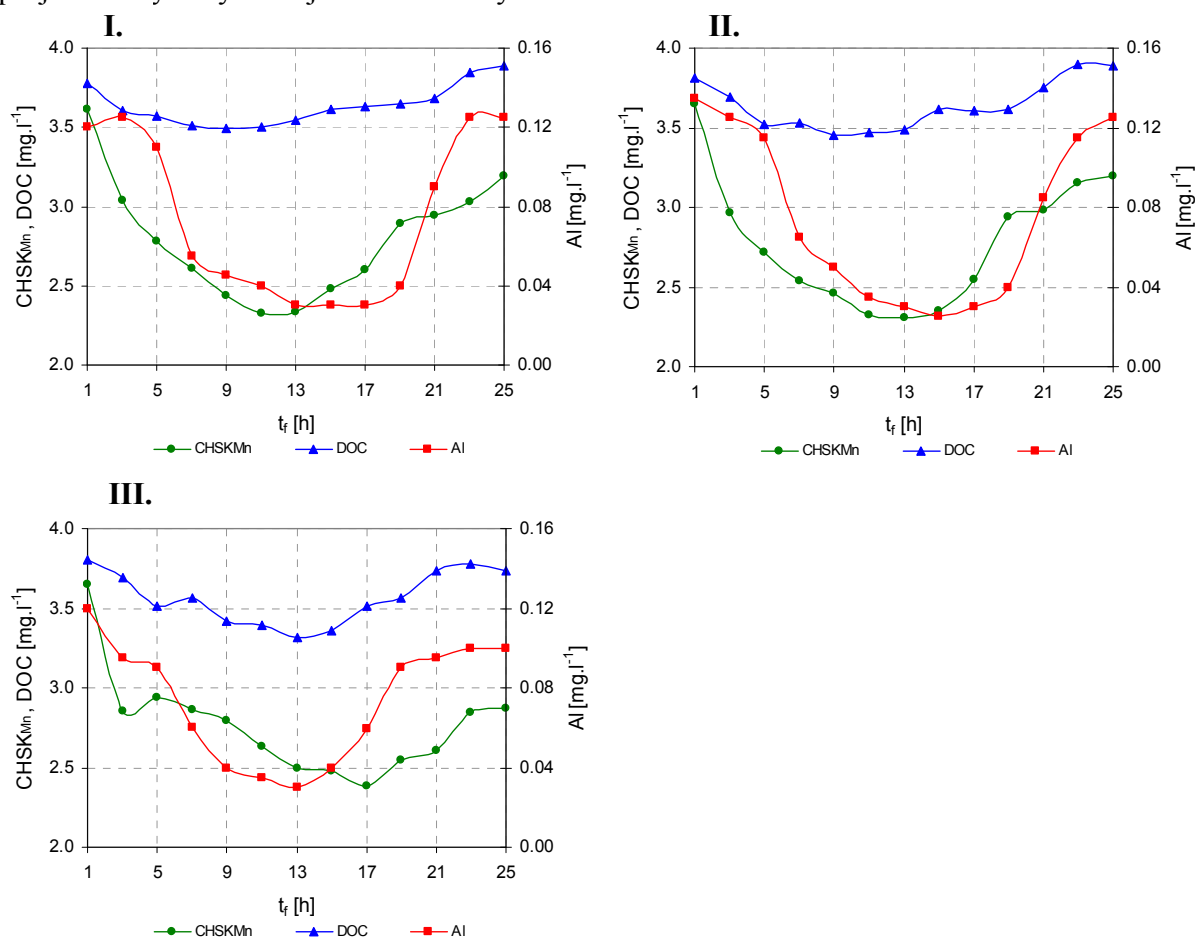 I.
4.0
3.5
3.0
2.5
2.0
CHSKMn , DOC [mg.l-1]
0.16
0.12
0.08
0.04
0.00
Al [mg.l-1]
1 5 9 13 17 21 25
tf [h]
CHSKMn DOC Al
II.
4.0
3.5
3.0
2.5
2.0
CHSKMn , DOC [mg.l-1]
0.16
0.12
0.08
0.04
0.00
Al [mg.l-1]
1 5 9 13 17 21 25
tf [h]
CHSKMn DOC Al
III.
4.0
3.5
3.0
2.5
2.0
CHSKMn , DOC [mg.l-1]
0.16
0.12
0.08
0.04
0.00
Al [mg.l-1]
1 5 9 13 17 21 25
tf [h]
CHSKMn DOC Al